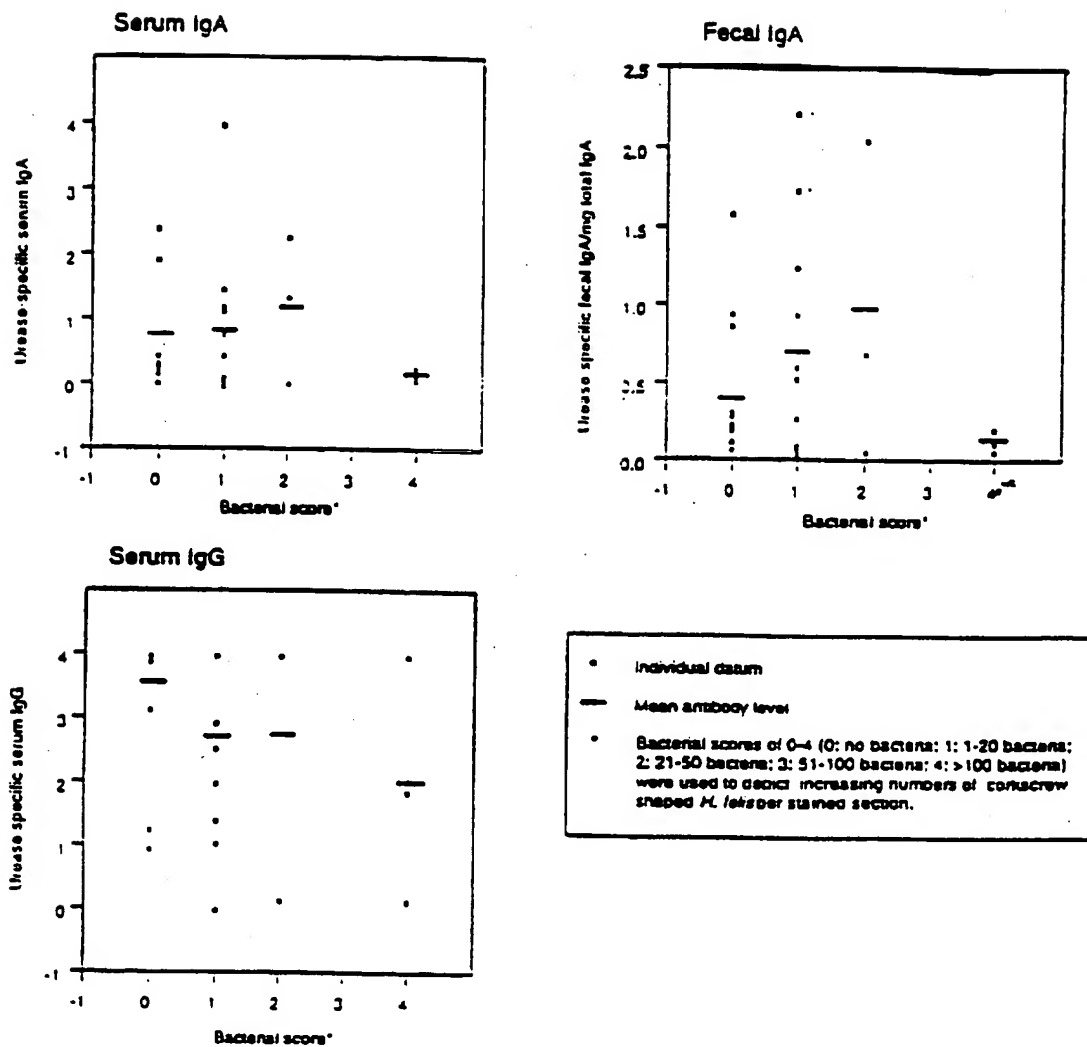 Serum IgA
Urease-specific serum IgA
4
3
2
1
0
-1
-1 0 1 2 3 4
Bacterial score*
Fecal IgA
Urease specific fecal IgA/mg total IgA
2.5
2.0
1.5
1.0
0.5
0.0
-1 0 1 2 3
Bacterial score*
Serum IgG
Urease specific serum IgG
4
3
2
1
0
-1
-1 0 1 2 3 4
Bacterial score*
• Individual datum
— Mean antibody level
• Bacterial scores of 0-4 (0: no bacteria; 1: 1-20 bacteria;
2: 21-50 bacteria; 3: 51-100 bacteria; 4: >100 bacteria)
were used to depict increasing numbers of corkscrew
shaped H. felis per stained section.